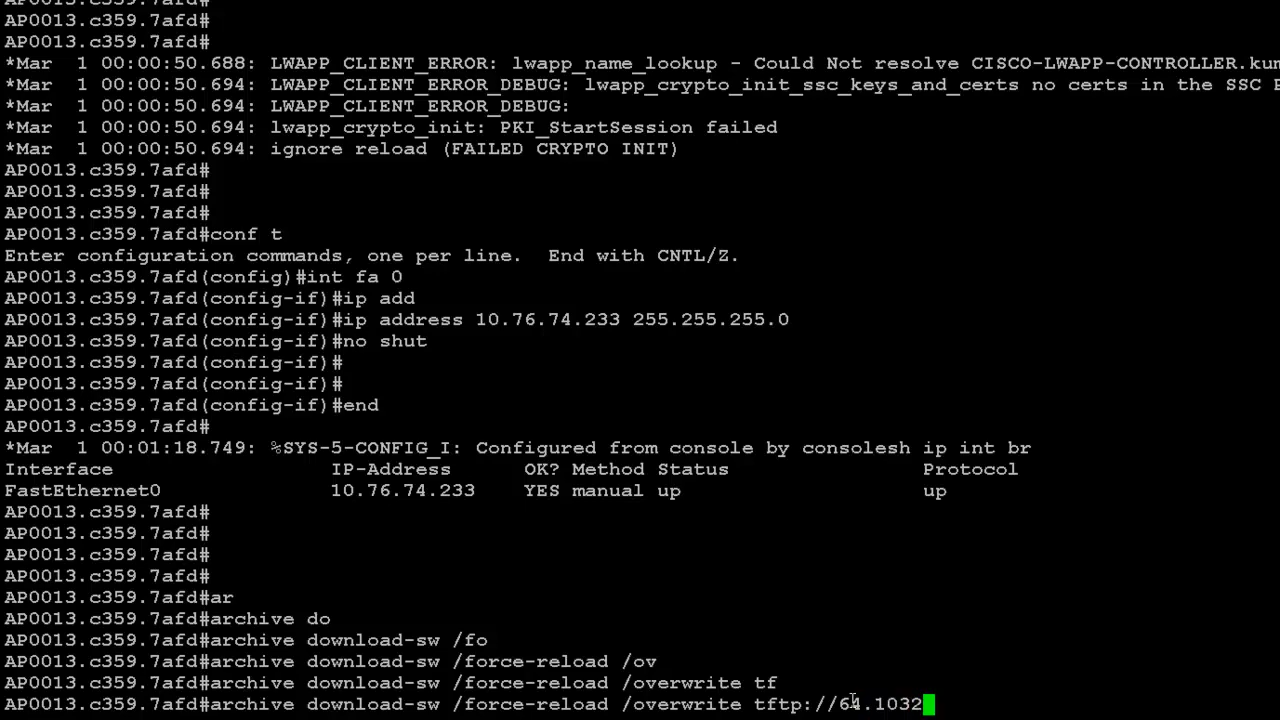 AP0013.c359.7afd#
AP0013.c359.7afd#
*Mar  1 00:00:50.688: LWAPP_CLIENT_ERROR: lwapp_name_lookup - Could Not resolve CISCO-LWAPP-CONTROLLER.kum
*Mar  1 00:00:50.694: LWAPP_CLIENT_ERROR_DEBUG: lwapp_crypto_init_ssc_keys_and_certs no certs in the SSC
*Mar  1 00:00:50.694: LWAPP_CLIENT_ERROR_DEBUG:
*Mar  1 00:00:50.694: lwapp_crypto_init: PKI_StartSession failed
*Mar  1 00:00:50.694: ignore reload (FAILED CRYPTO INIT)
AP0013.c359.7afd#
AP0013.c359.7afd#
AP0013.c359.7afd#
AP0013.c359.7afd#conf t
Enter configuration commands, one per line.  End with CNTL/Z.
AP0013.c359.7afd(config)#int fa 0
AP0013.c359.7afd(config-if)#ip add
AP0013.c359.7afd(config-if)#ip address 10.76.74.233 255.255.255.0
AP0013.c359.7afd(config-if)#no shut
AP0013.c359.7afd(config-if)#
AP0013.c359.7afd(config-if)#
AP0013.c359.7afd(config-if)#end
AP0013.c359.7afd#
*Mar  1 00:01:18.749: %SYS-5-CONFIG_I: Configured from console by consolesh ip int br
Interface                  IP-Address      OK? Method Status                Protocol
FastEthernet0              10.76.74.233    YES manual up                    up
AP0013.c359.7afd#
AP0013.c359.7afd#
AP0013.c359.7afd#
AP0013.c359.7afd#
AP0013.c359.7afd#ar
AP0013.c359.7afd#archive do
AP0013.c359.7afd#archive download-sw /fo
AP0013.c359.7afd#archive download-sw /force-reload /ov
AP0013.c359.7afd#archive download-sw /force-reload /overwrite tf
AP0013.c359.7afd#archive download-sw /force-reload /overwrite tftp://64.1032